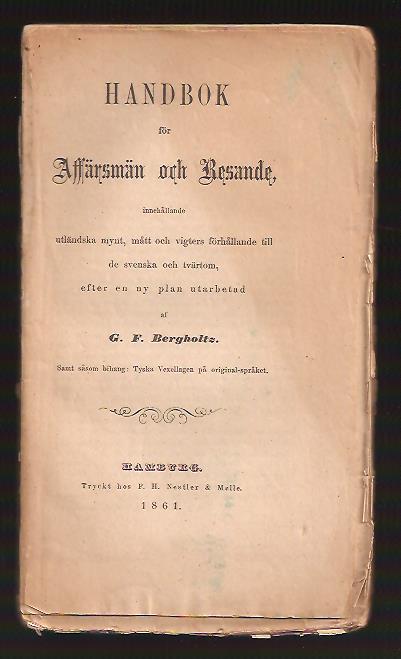 HANDBOK
för
Affärsmän och Resande,
innehållande
utländska mynt, mått och vigters förhållande till
de svenska och tvärtom,
efter en ny plan utarbetad
af
G. F. Bergholtz.
Samt såsom bihang: Tyska Vexellagen på original-språket.
HAMBURG.
Tryckt hos F. H. Nestler & Melle.
1861.